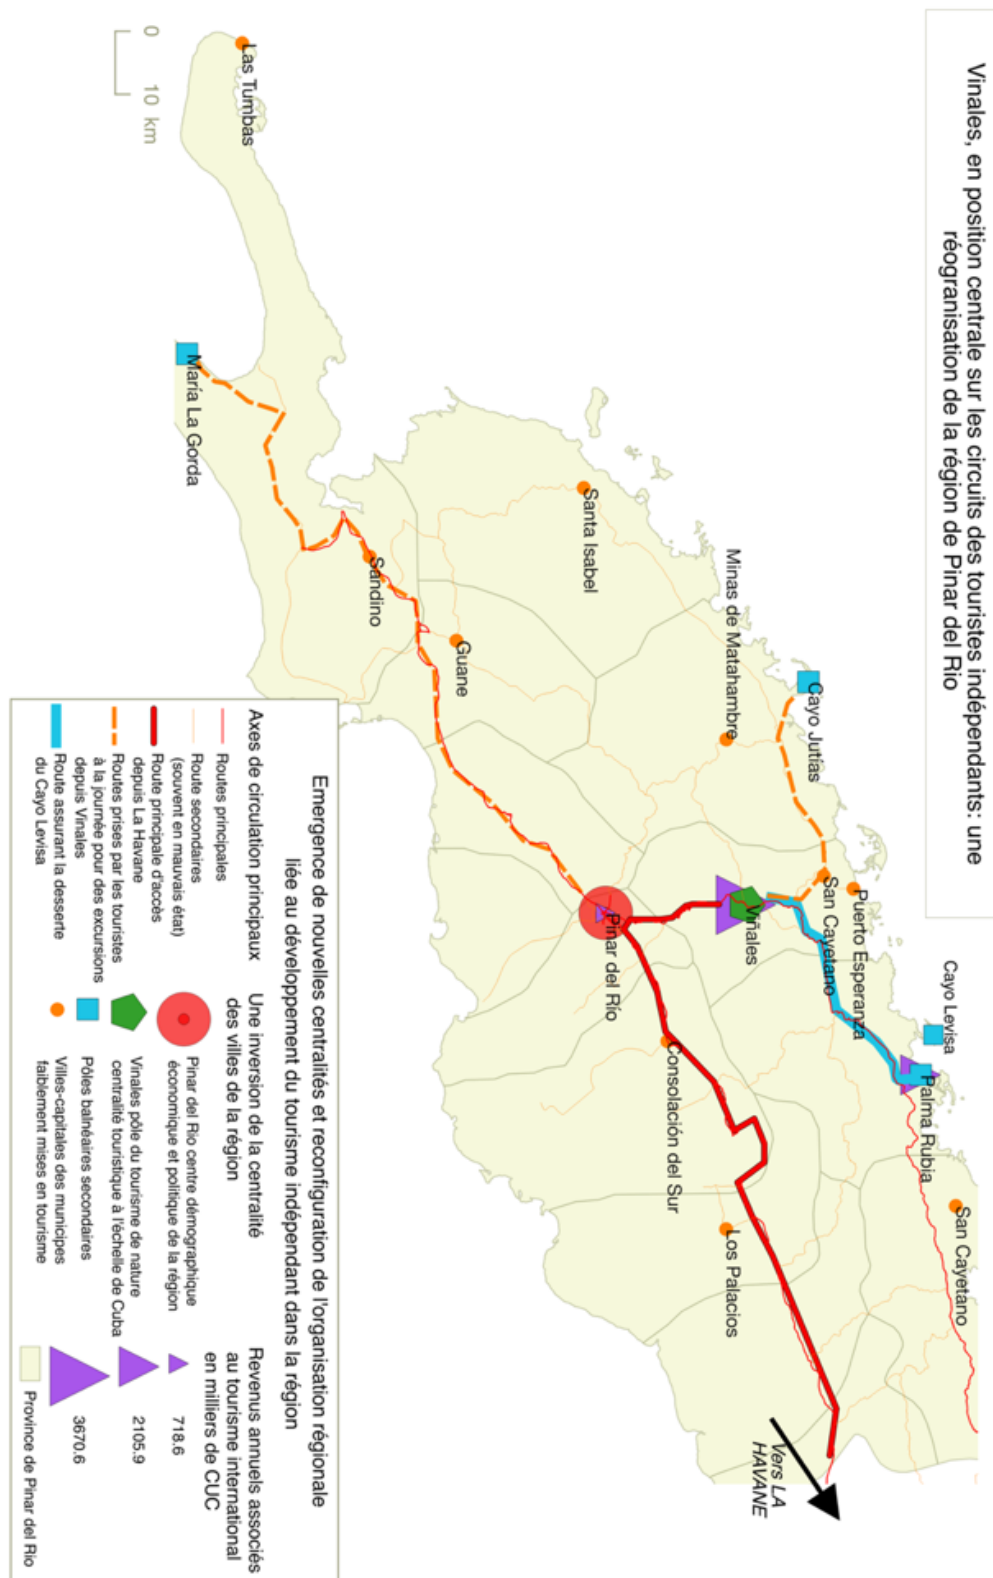 Vinales, en position centrale sur les circuits des touristes indépendants: une
réogranisation de la région de Pinar del Rio
0 10 km
Las Tumbas
María La Gorda
Sandino
Guane
Santa Isabel
Minas de Matahambre
Cayo Jutías
San Cayetano
Puerto Esperanza
Viñales
Pinar del Río
Cayo Levisa
Palma Rubia
Consolación del Sur
Los Palacios
San Cayetano
Vers LA
HAVANE
Emergence de nouvelles centralités et reconfiguration de l'organisation régionale
liée au développement du tourisme indépendant dans la région
Axes de circulation principaux
Routes principales
Route secondaires
(souvent en mauvais état)
Route principale d'accès
depuis La Havane
Routes prises par les touristes
à la journée pour des excursions
depuis Vinales
Route assurant la desserte
du Cayo Levisa
Une inversion de la centralité
des villes de la région
Pinar del Rio centre démographique
économique et politique de la région
Vinales pôle du tourisme de nature
centralité touristique à l'échelle de Cuba
Pôles balnéaires secondaires
Villes-capitales des municipes
faiblement mises en tourisme
Revenus annuels associés
au tourisme international
en milliers de CUC
718.6
2105.9
3670.6
Province de Pinar del Rio